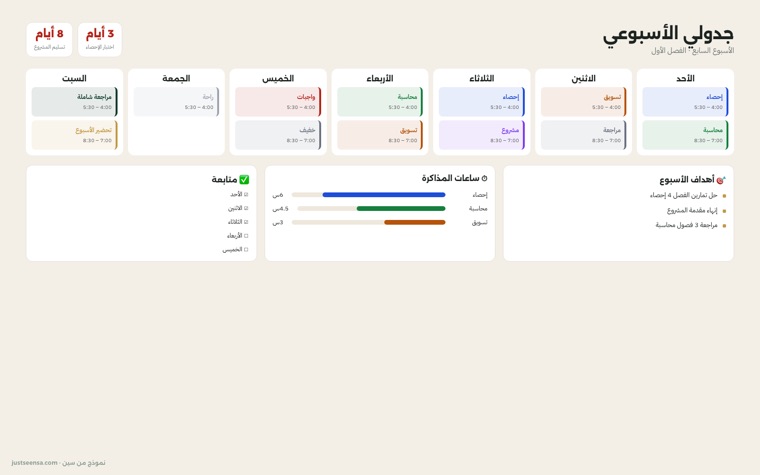 جدولي الأسبوعي
الأسبوع السابع · الفصل الأول
3 أيام
اختبار الإحصاء
8 أيام
تسليم المشروع
الأحد
إحصاء
4:00 – 5:30
محاسبة
7:00 – 8:30
الاثنين
تسويق
4:00 – 5:30
مراجعة
7:00 – 8:30
الثلاثاء
إحصاء
4:00 – 5:30
مشروع
7:00 – 8:30
الأربعاء
محاسبة
4:00 – 5:30
تسويق
7:00 – 8:30
الخميس
واجبات
4:00 – 5:30
خفيف
7:00 – 8:30
الجمعة
راحة
4:00 – 5:30
السبت
مراجعة شاملة
4:00 – 5:30
تحضير الأسبوع
7:00 – 8:30
🎯 أهداف الأسبوع
حل تمارين الفصل 4 إحصاء
إنهاء مقدمة المشروع
مراجعة 3 فصول محاسبة
⏱ ساعات المذاكرة
إحصاء 6س
محاسبة 4.5س
تسويق 3س
✅ متابعة
☑ الأحد
☑ الاثنين
☑ الثلاثاء
☐ الأربعاء
☐ الخميس
نموذج من سين · justseensa.com